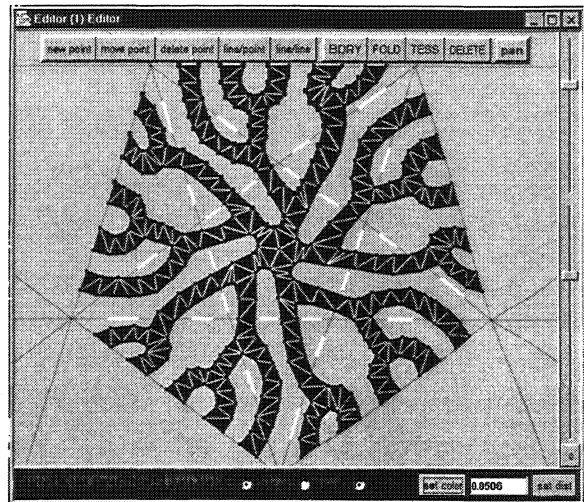 Editor (1) Editor
new point move point delete point line/point line/line BDRY FOLD TESS DELETE pan
c
set color 0.8506 set dist